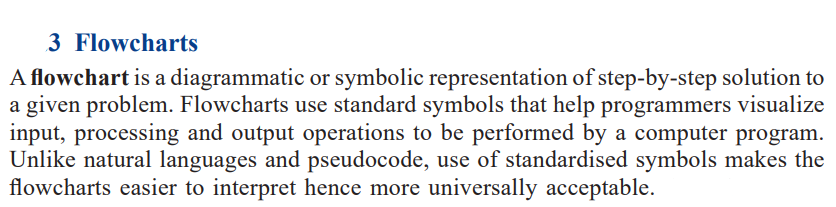 3 Flowcharts
A flowchart is a diagrammatic or symbolic representation of step-by-step solution to
a given problem. Flowcharts use standard symbols that help programmers visualize
input, processing and output operations to be performed by a computer program.
Unlike natural languages and pseudocode, use of standardised symbols makes the
flowcharts easier to interpret hence more universally acceptable.